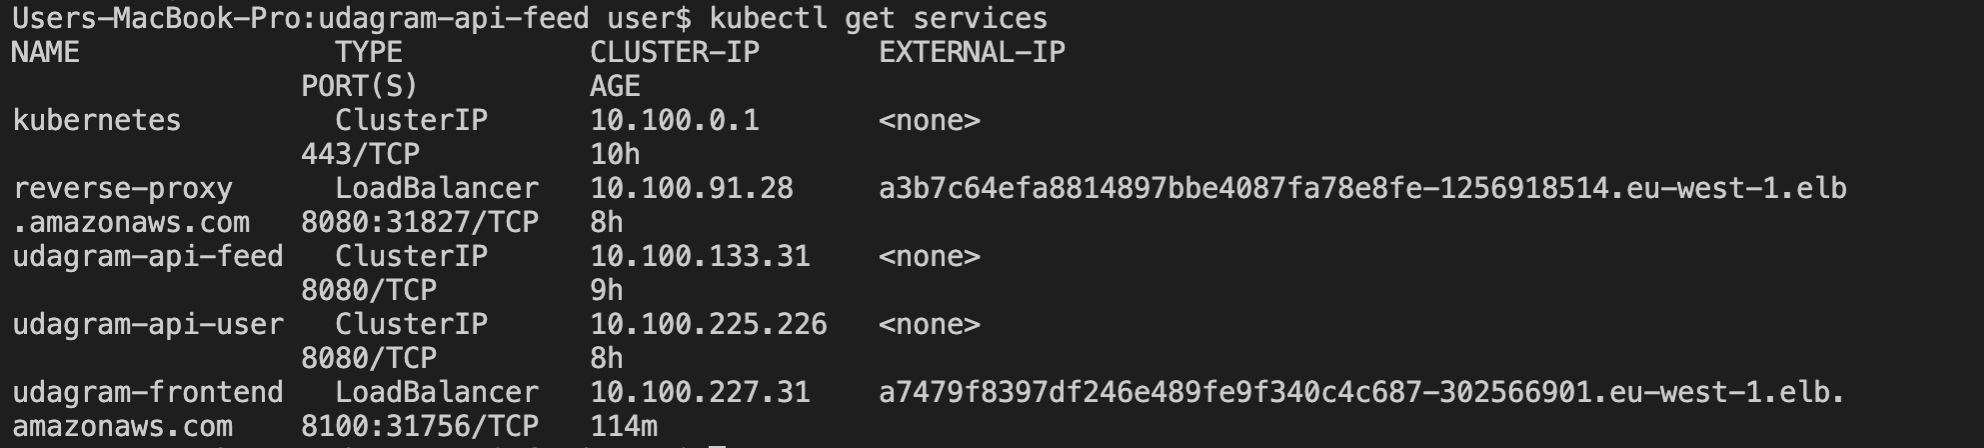 Users-MacBook-Pro:udagram-api-feed user$ kubectl get services
NAME TYPE CLUSTER-IP EXTERNAL-IP
PORT(S) AGE
kubernetes ClusterIP 10.100.0.1 <none>
443/TCP 10h
reverse-proxy LoadBalancer 10.100.91.28 a3b7c64efa8814897bbe4087fa78e8fe-1256918514.eu-west-1.elb
.amazonaws.com 8080:31827/TCP 8h
udagram-api-feed ClusterIP 10.100.133.31 <none>
8080/TCP 9h
udagram-api-user ClusterIP 10.100.225.226 <none>
8080/TCP 8h
udagram-frontend LoadBalancer 10.100.227.31 a7479f8397df246e489fe9f340c4c687-302566901.eu-west-1.elb.
amazonaws.com 8100:31756/TCP 114m